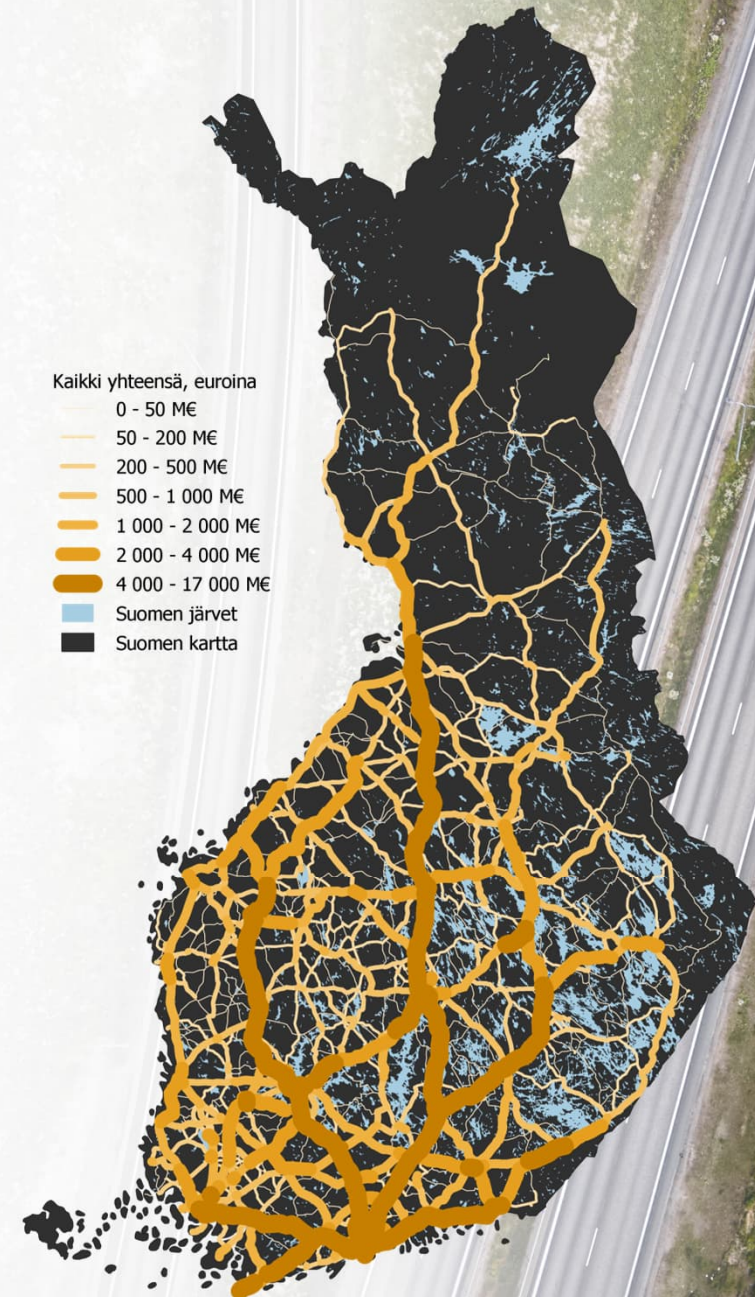 Kaikki yhteensä, euroina
0 - 50 M€
50 - 200 M€
200 - 500 M€
500 - 1 000 M€
1 000 - 2 000 M€
2 000 - 4 000 M€
4 000 - 17 000 M€
Suomen järvet
Suomen kartta